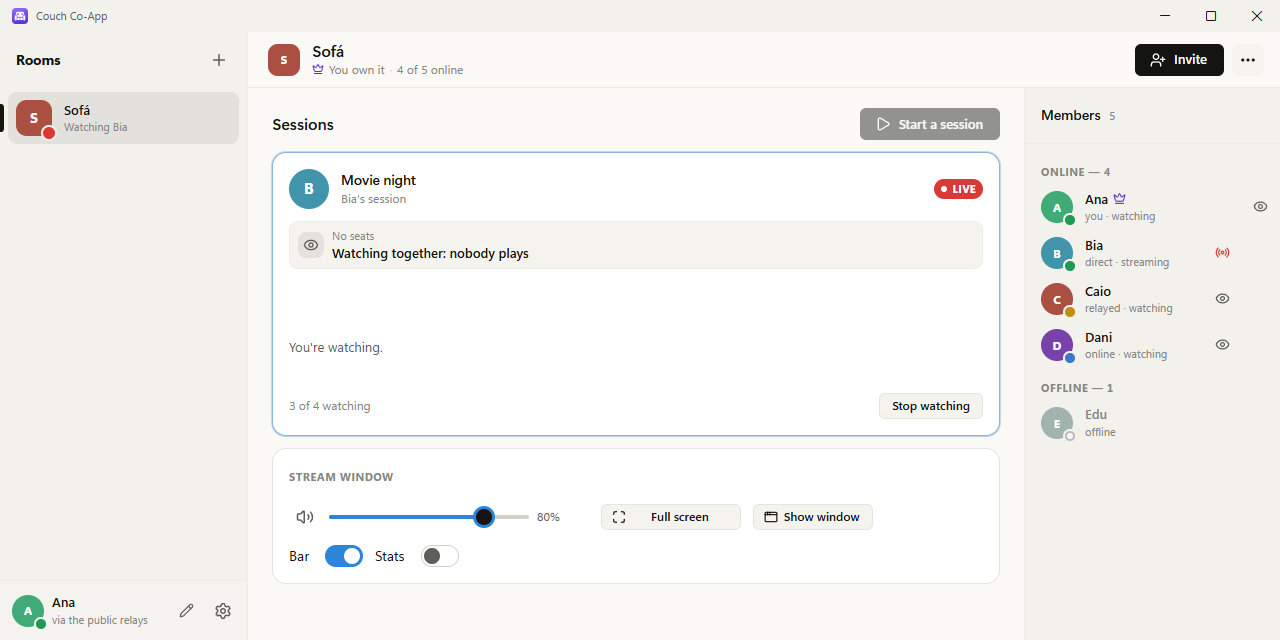 Couch Co-App
Rooms
S
Sofá
Watching Bia
S
Sofá
You own it · 4 of 5 online
Invite
Sessions
Start a session
B
Movie night
Bia's session
LIVE
No seats
Watching together: nobody plays
You're watching.
3 of 4 watching
Stop watching
STREAM WINDOW
80%
Full screen
Show window
Bar
Stats
Members 5
ONLINE — 4
A
Ana
you · watching
B
Bia
direct · streaming
C
Caio
relayed · watching
D
Dani
online · watching
OFFLINE — 1
E
Edu
offline
A
Ana
via the public relays